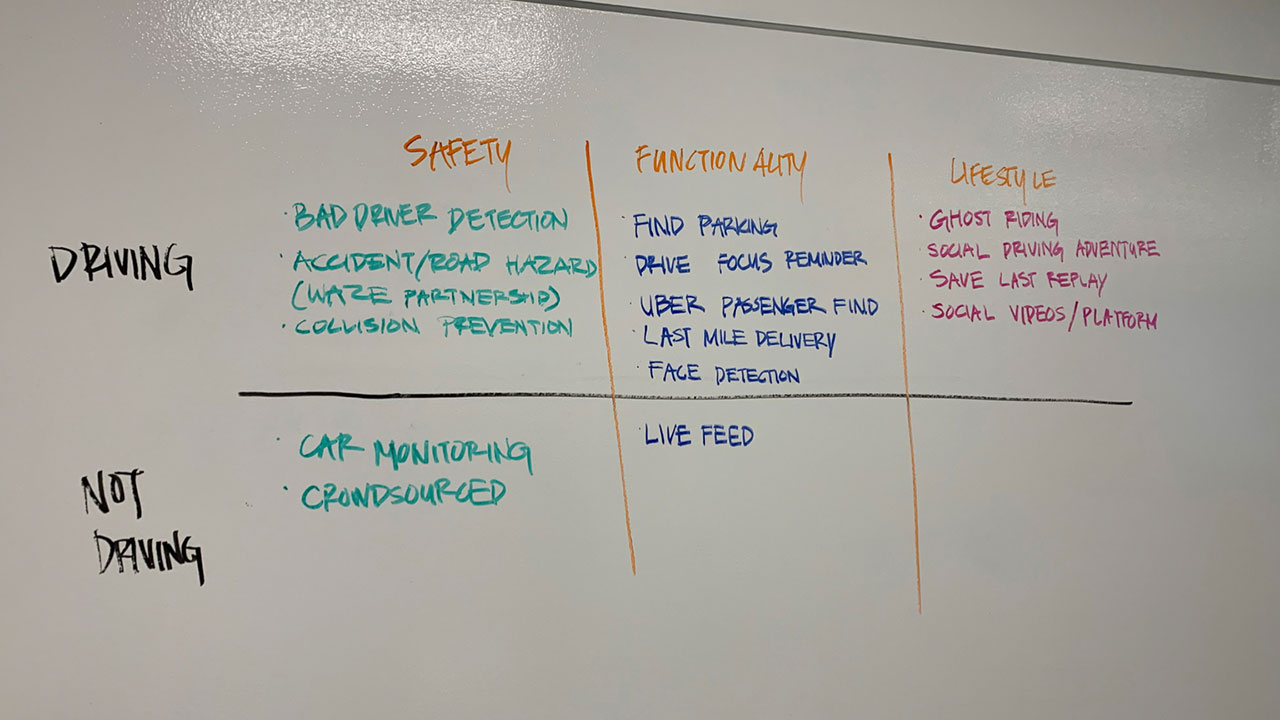 SAFETY
FUNCTIONALITY
LIFESTYLE
DRIVING
· BAD DRIVER DETECTION
· ACCIDENT/ROAD HAZARD
(WAZE PARTNERSHIP)
· COLLISION PREVENTION
· FIND PARKING
· DRIVE FOCUS REMINDER
· UBER PASSENGER FIND
· LAST MILE DELIVERY
· FACE DETECTION
· GHOST RIDING
· SOCIAL DRIVING ADVENTURE
· SAVE LAST REPLAY
· SOCIAL VIDEOS/PLATFORM
NOT
DRIVING
· CAR MONITORING
· CROWDSOURCED
· LIVE FEED